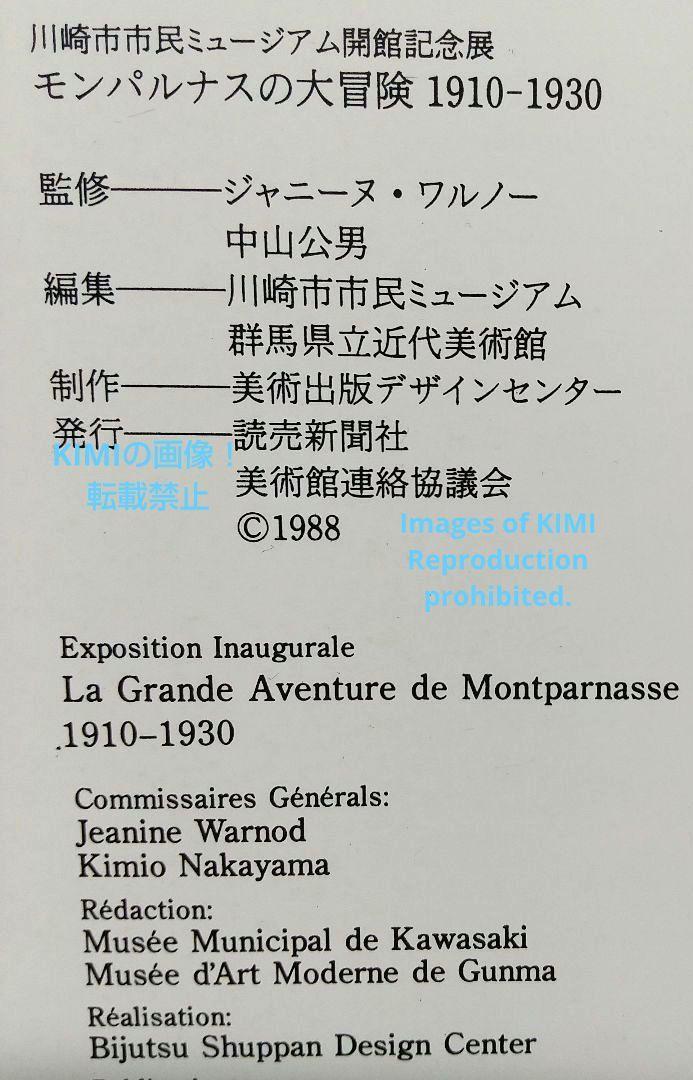 川崎市市民ミュージアム開館記念展
モンパルナスの大冒険 1910-1930
監修———ジャニーヌ・ワルノー
中山公男
編集———川崎市市民ミュージアム
群馬県立近代美術館
制作———美術出版デザインセンター
発行———読売新聞社
美術館連絡協議会
©1988
KIMIの画像！
転載禁止
Images of KIMI
Reproduction
prohibited.
Exposition Inaugurale
La Grande Aventure de Montparnasse
1910–1930
Commissaires Générals:
Jeanine Warnod
Kimio Nakayama
Rédaction:
Musée Municipal de Kawasaki
Musée d'Art Moderne de Gunma
Réalisation:
Bijutsu Shuppan Design Center